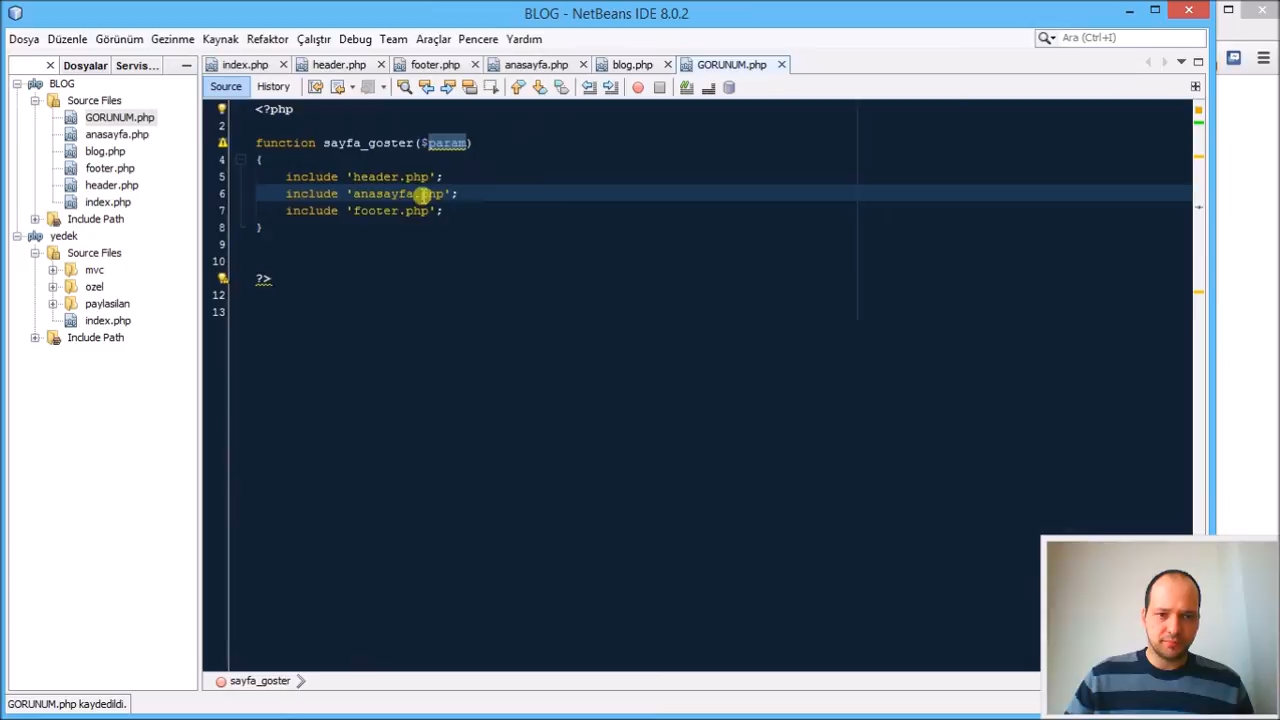 BLOG - NetBeans IDE 8.0.2
Dosya Düzenle Görünüm Gezinme Kaynak Refaktor Çalıştır Debug Team Araçlar Pencere Yardım
Ara (Ctrl+I)
Dosyalar Servis...
index.php header.php footer.php anasayfa.php blog.php GORUNUM.php
Source History
BLOG
Source Files
GORUNUM.php
anasayfa.php
blog.php
footer.php
header.php
index.php
Include Path
yedek
Source Files
mvc
ozel
paylasilan
index.php
Include Path
<?php
2
function sayfa_goster($param)
4 {
5 include 'header.php';
6 include 'anasayfa.php';
7 include 'footer.php';
8 }
9
10
?>
12
13
sayfa_goster
GORUNUM.php kaydedildi.